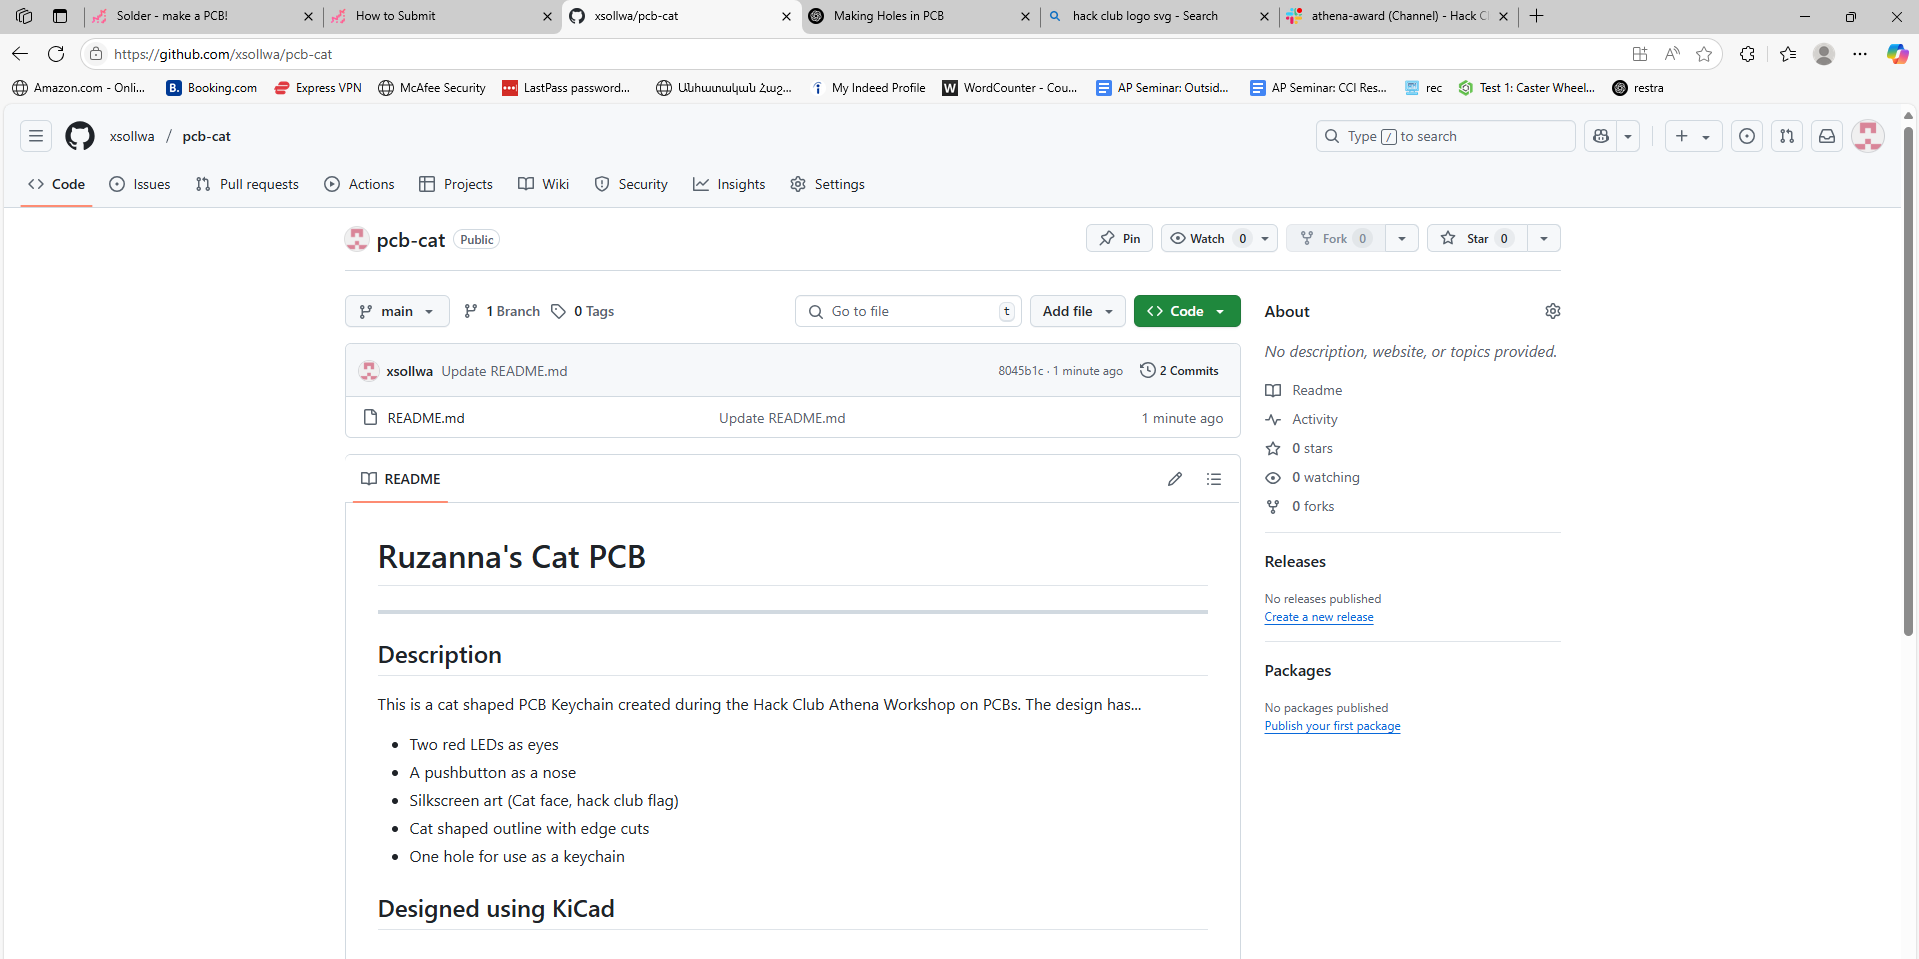 Solder - make a PCB!
How to Submit
xsollwa/pcb-cat
Making Holes in PCB
hack club logo svg - Search
athena-award (Channel) - Hack Cl
https://github.com/xsollwa/pcb-cat
Amazon.com - Onli...
Booking.com
Express VPN
McAfee Security
LastPass password...
Անհատական Հաշ...
My Indeed Profile
WordCounter - Cou...
AP Seminar: Outsid...
AP Seminar: CCI Res...
rec
Test 1: Caster Wheel...
restra
xsollwa / pcb-cat
Type / to search
Code
Issues
Pull requests
Actions
Projects
Wiki
Security
Insights
Settings
pcb-cat Public
Pin
Watch 0
Fork 0
Star 0
main
1 Branch
0 Tags
Go to file t
Add file
Code
xsollwa Update README.md 8045b1c · 1 minute ago 2 Commits
README.md Update README.md 1 minute ago
README
Ruzanna's Cat PCB
Description
This is a cat shaped PCB Keychain created during the Hack Club Athena Workshop on PCBs. The design has...
• Two red LEDs as eyes
• A pushbutton as a nose
• Silkscreen art (Cat face, hack club flag)
• Cat shaped outline with edge cuts
• One hole for use as a keychain
Designed using KiCad
About
No description, website, or topics provided.
Readme
Activity
0 stars
0 watching
0 forks
Releases
No releases published
Create a new release
Packages
No packages published
Publish your first package